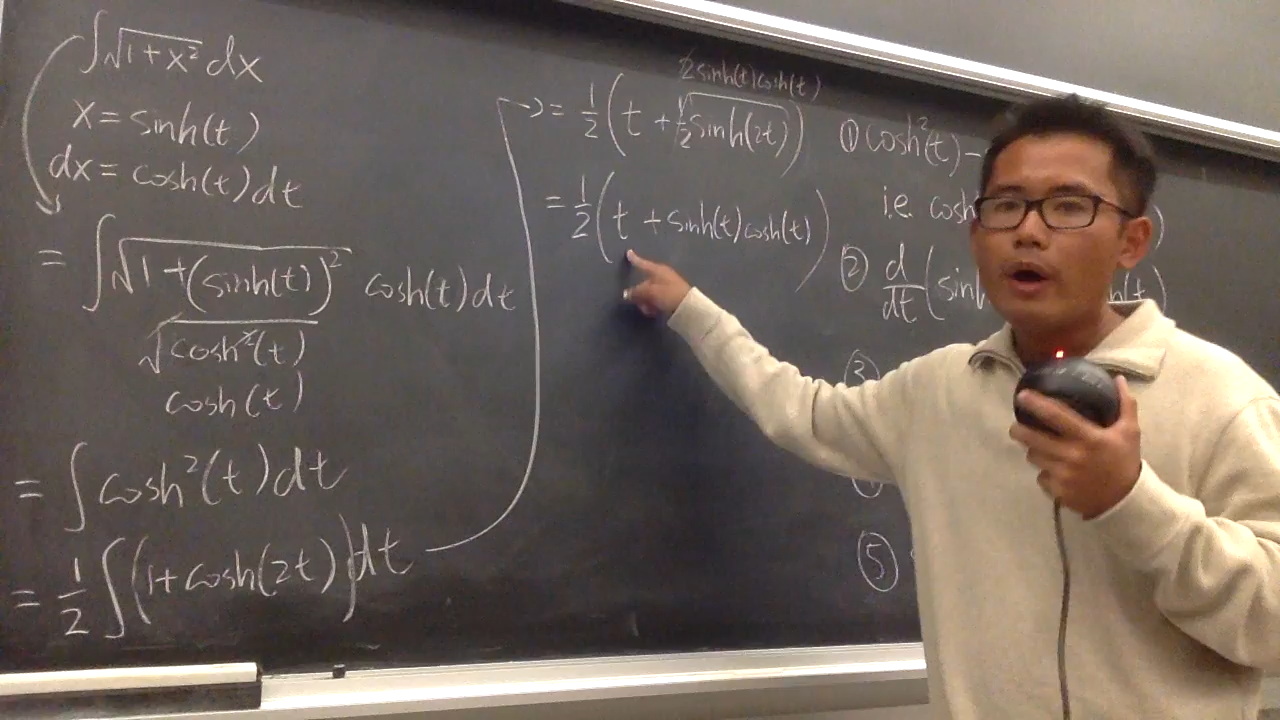 ∫√(1+x²) dx
x = sinh(t)
dx = cosh(t) dt
= ∫√(1+(sinh(t))²) cosh(t) dt
√(cosh²(t))
cosh(t)
= ∫cosh²(t) dt
= 1/2 ∫(1+cosh(2t)) dt
2sinh(t)cosh(t)
= 1/2 (t + 1/2 sinh(2t))
= 1/2 (t + sinh(t)cosh(t))
① cosh²(t) −
i.e. cosh
② d/dt (sinh
③
⑤